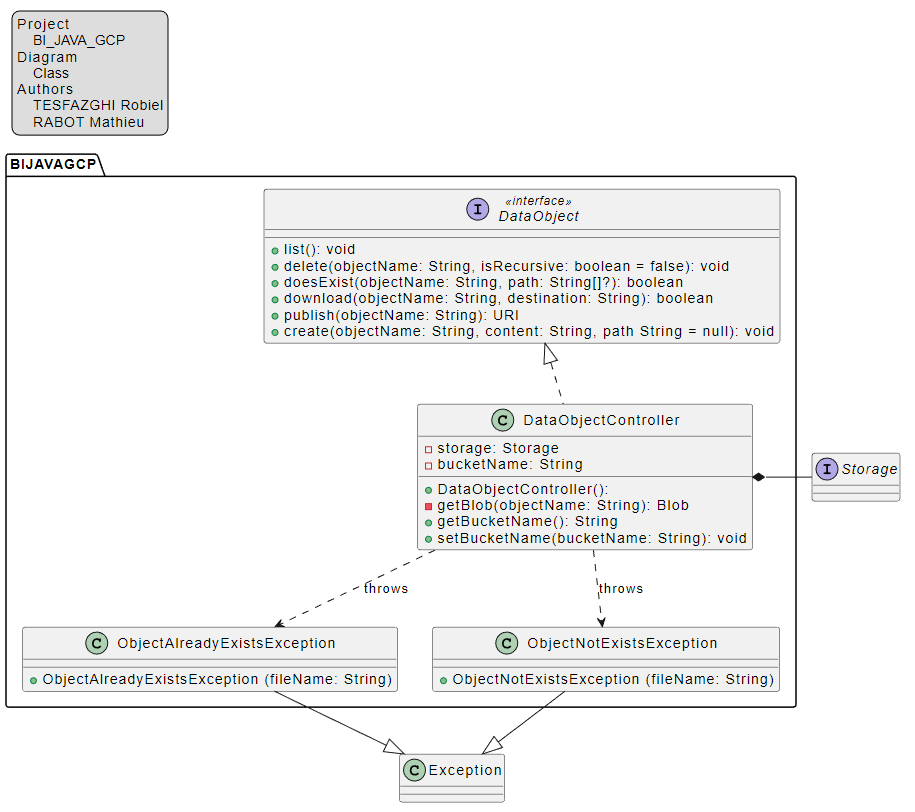 Project
BI_JAVA_GCP
Diagram
Class
Authors
TESFAZGHI Robiel
RABOT Mathieu
BIJAVAGCP
I
«interface»
DataObject
list(): void
delete(objectName: String, isRecursive: boolean = false): void
doesExist(objectName: String, path: String[]?): boolean
download(objectName: String, destination: String): boolean
publish(objectName: String): URI
create(objectName: String, content: String, path String = null): void
C DataObjectController
storage: Storage
bucketName: String
DataObjectController():
getBlob(objectName: String): Blob
getBucketName(): String
setBucketName(bucketName: String): void
I Storage
throws
throws
C ObjectAlreadyExistsException
ObjectAlreadyExistsException (fileName: String)
C ObjectNotExistsException
ObjectNotExistsException (fileName: String)
C Exception